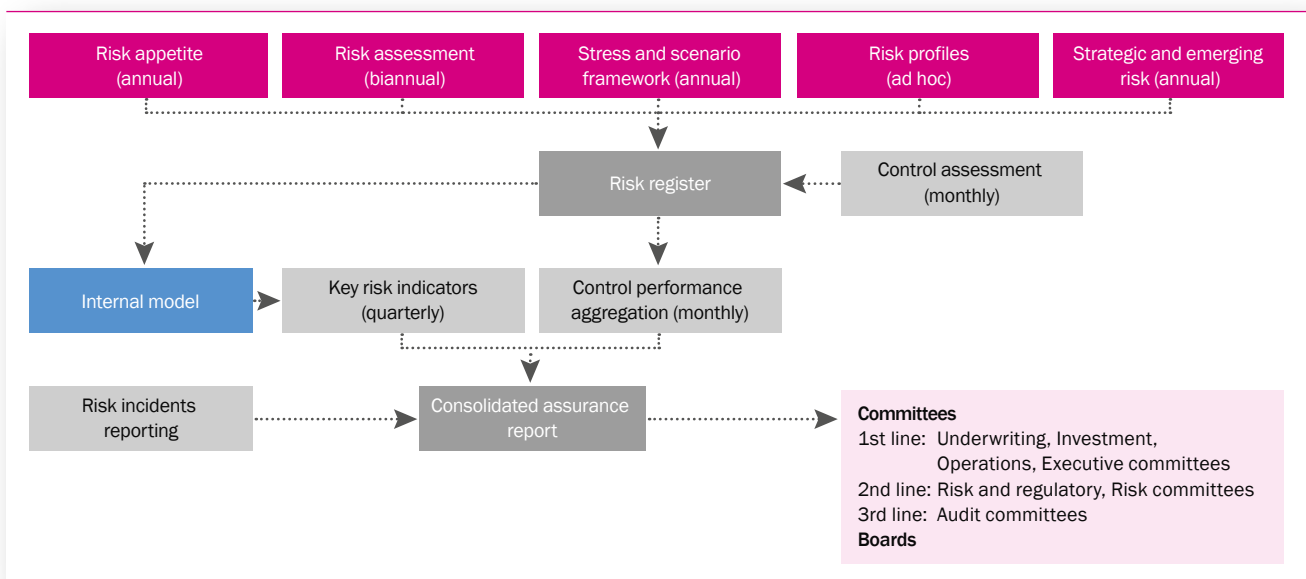 Risk appetite
(annual)
Risk assessment
(biannual)
Stress and scenario
framework (annual)
Risk profiles
(ad hoc)
Strategic and emerging
risk (annual)
Risk register
Control assessment
(monthly)
Internal model
Key risk indicators
(quarterly)
Control performance
aggregation (monthly)
Risk incidents
reporting
Consolidated assurance
report
Committees
1st line: Underwriting, Investment,
Operations, Executive committees
2nd line: Risk and regulatory, Risk committees
3rd line: Audit committees
Boards